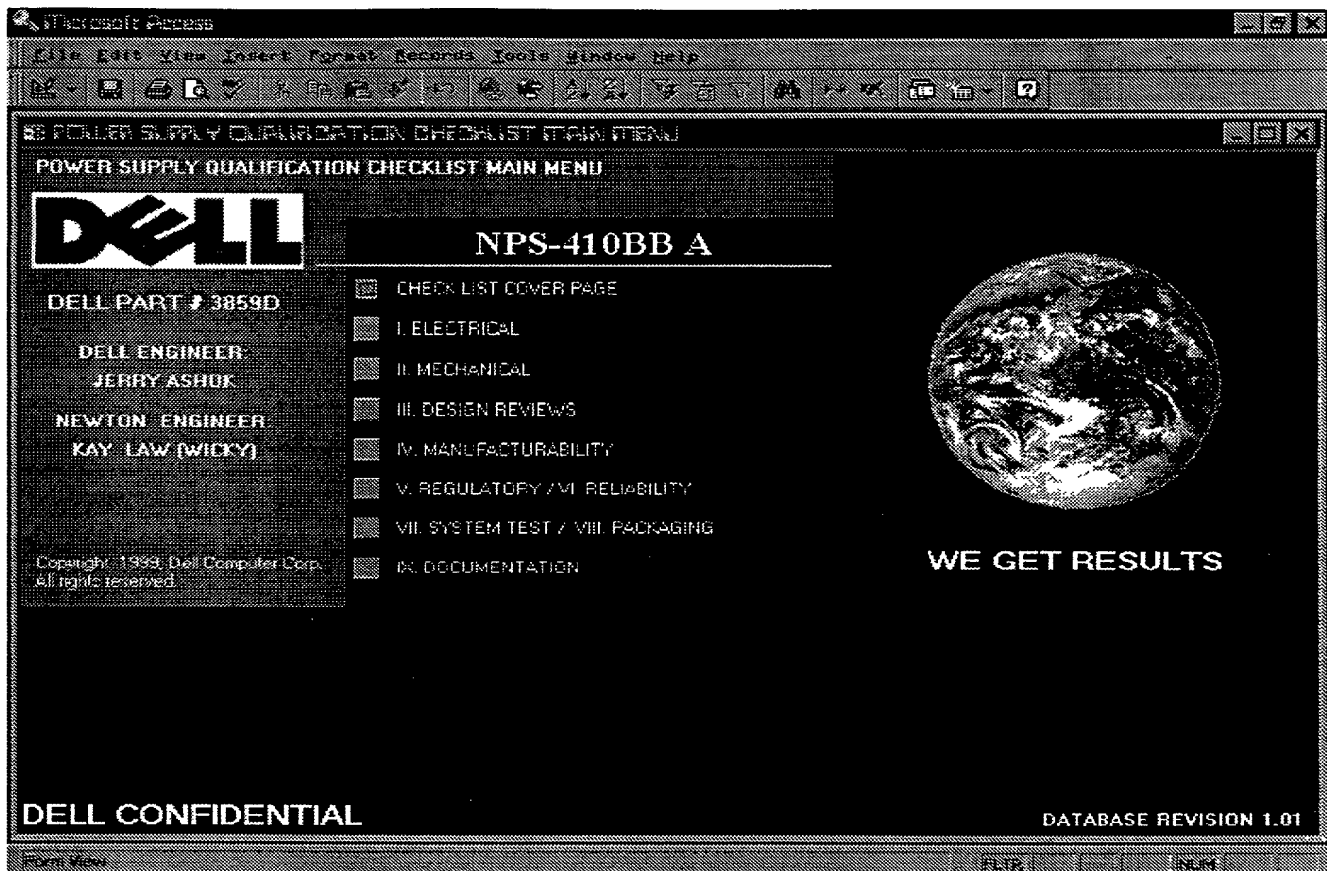 Microsoft Access
File Edit View Insert Format Records Tools Window Help
POWER SUPPLY QUALIFICATION CHECKLIST MAIN MENU
POWER SUPPLY QUALIFICATION CHECKLIST MAIN MENU
DELL
NPS-410BB A
DELL PART # 3859D
DELL ENGINEER
JERRY ASHOK
NEWTON ENGINEER
KAY LAW (WICKY)
Copyright 1999, Dell Computer Corp.
All rights reserved.
CHECK LIST COVER PAGE
I. ELECTRICAL
II. MECHANICAL
III. DESIGN REVIEWS
IV. MANUFACTURABILITY
V. REGULATORY / VI. RELIABILITY
VII. SYSTEM TEST / VIII. PACKAGING
IX. DOCUMENTATION
WE GET RESULTS
DELL CONFIDENTIAL
DATABASE REVISION 1.01
Form View
FLTR
NUM